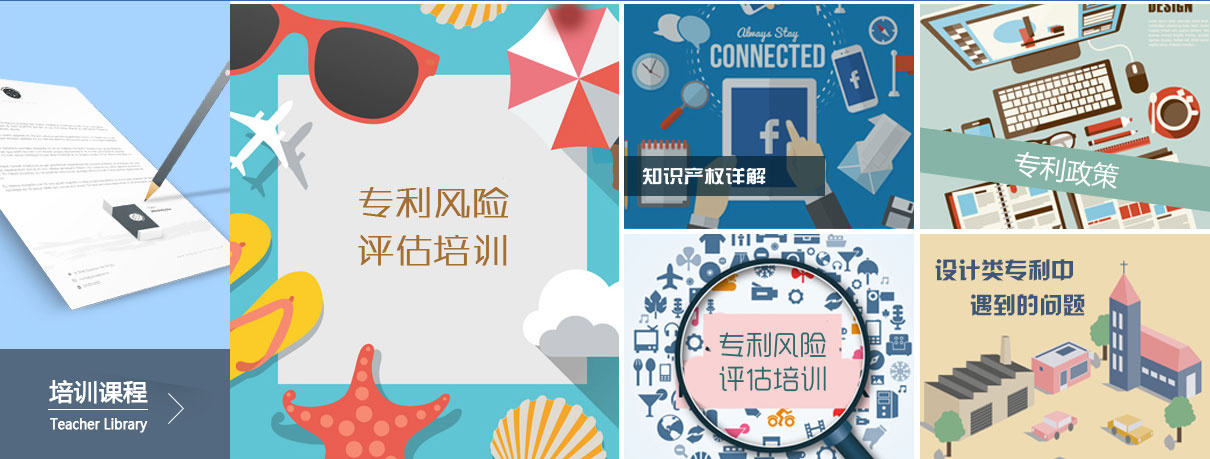 培训课程
Teacher Library
专利风险
评估培训
Always Stay
CONNECTED
知识产权详解
DESIGN
专利政策
专利风险
评估培训
设计类专利中
遇到的问题